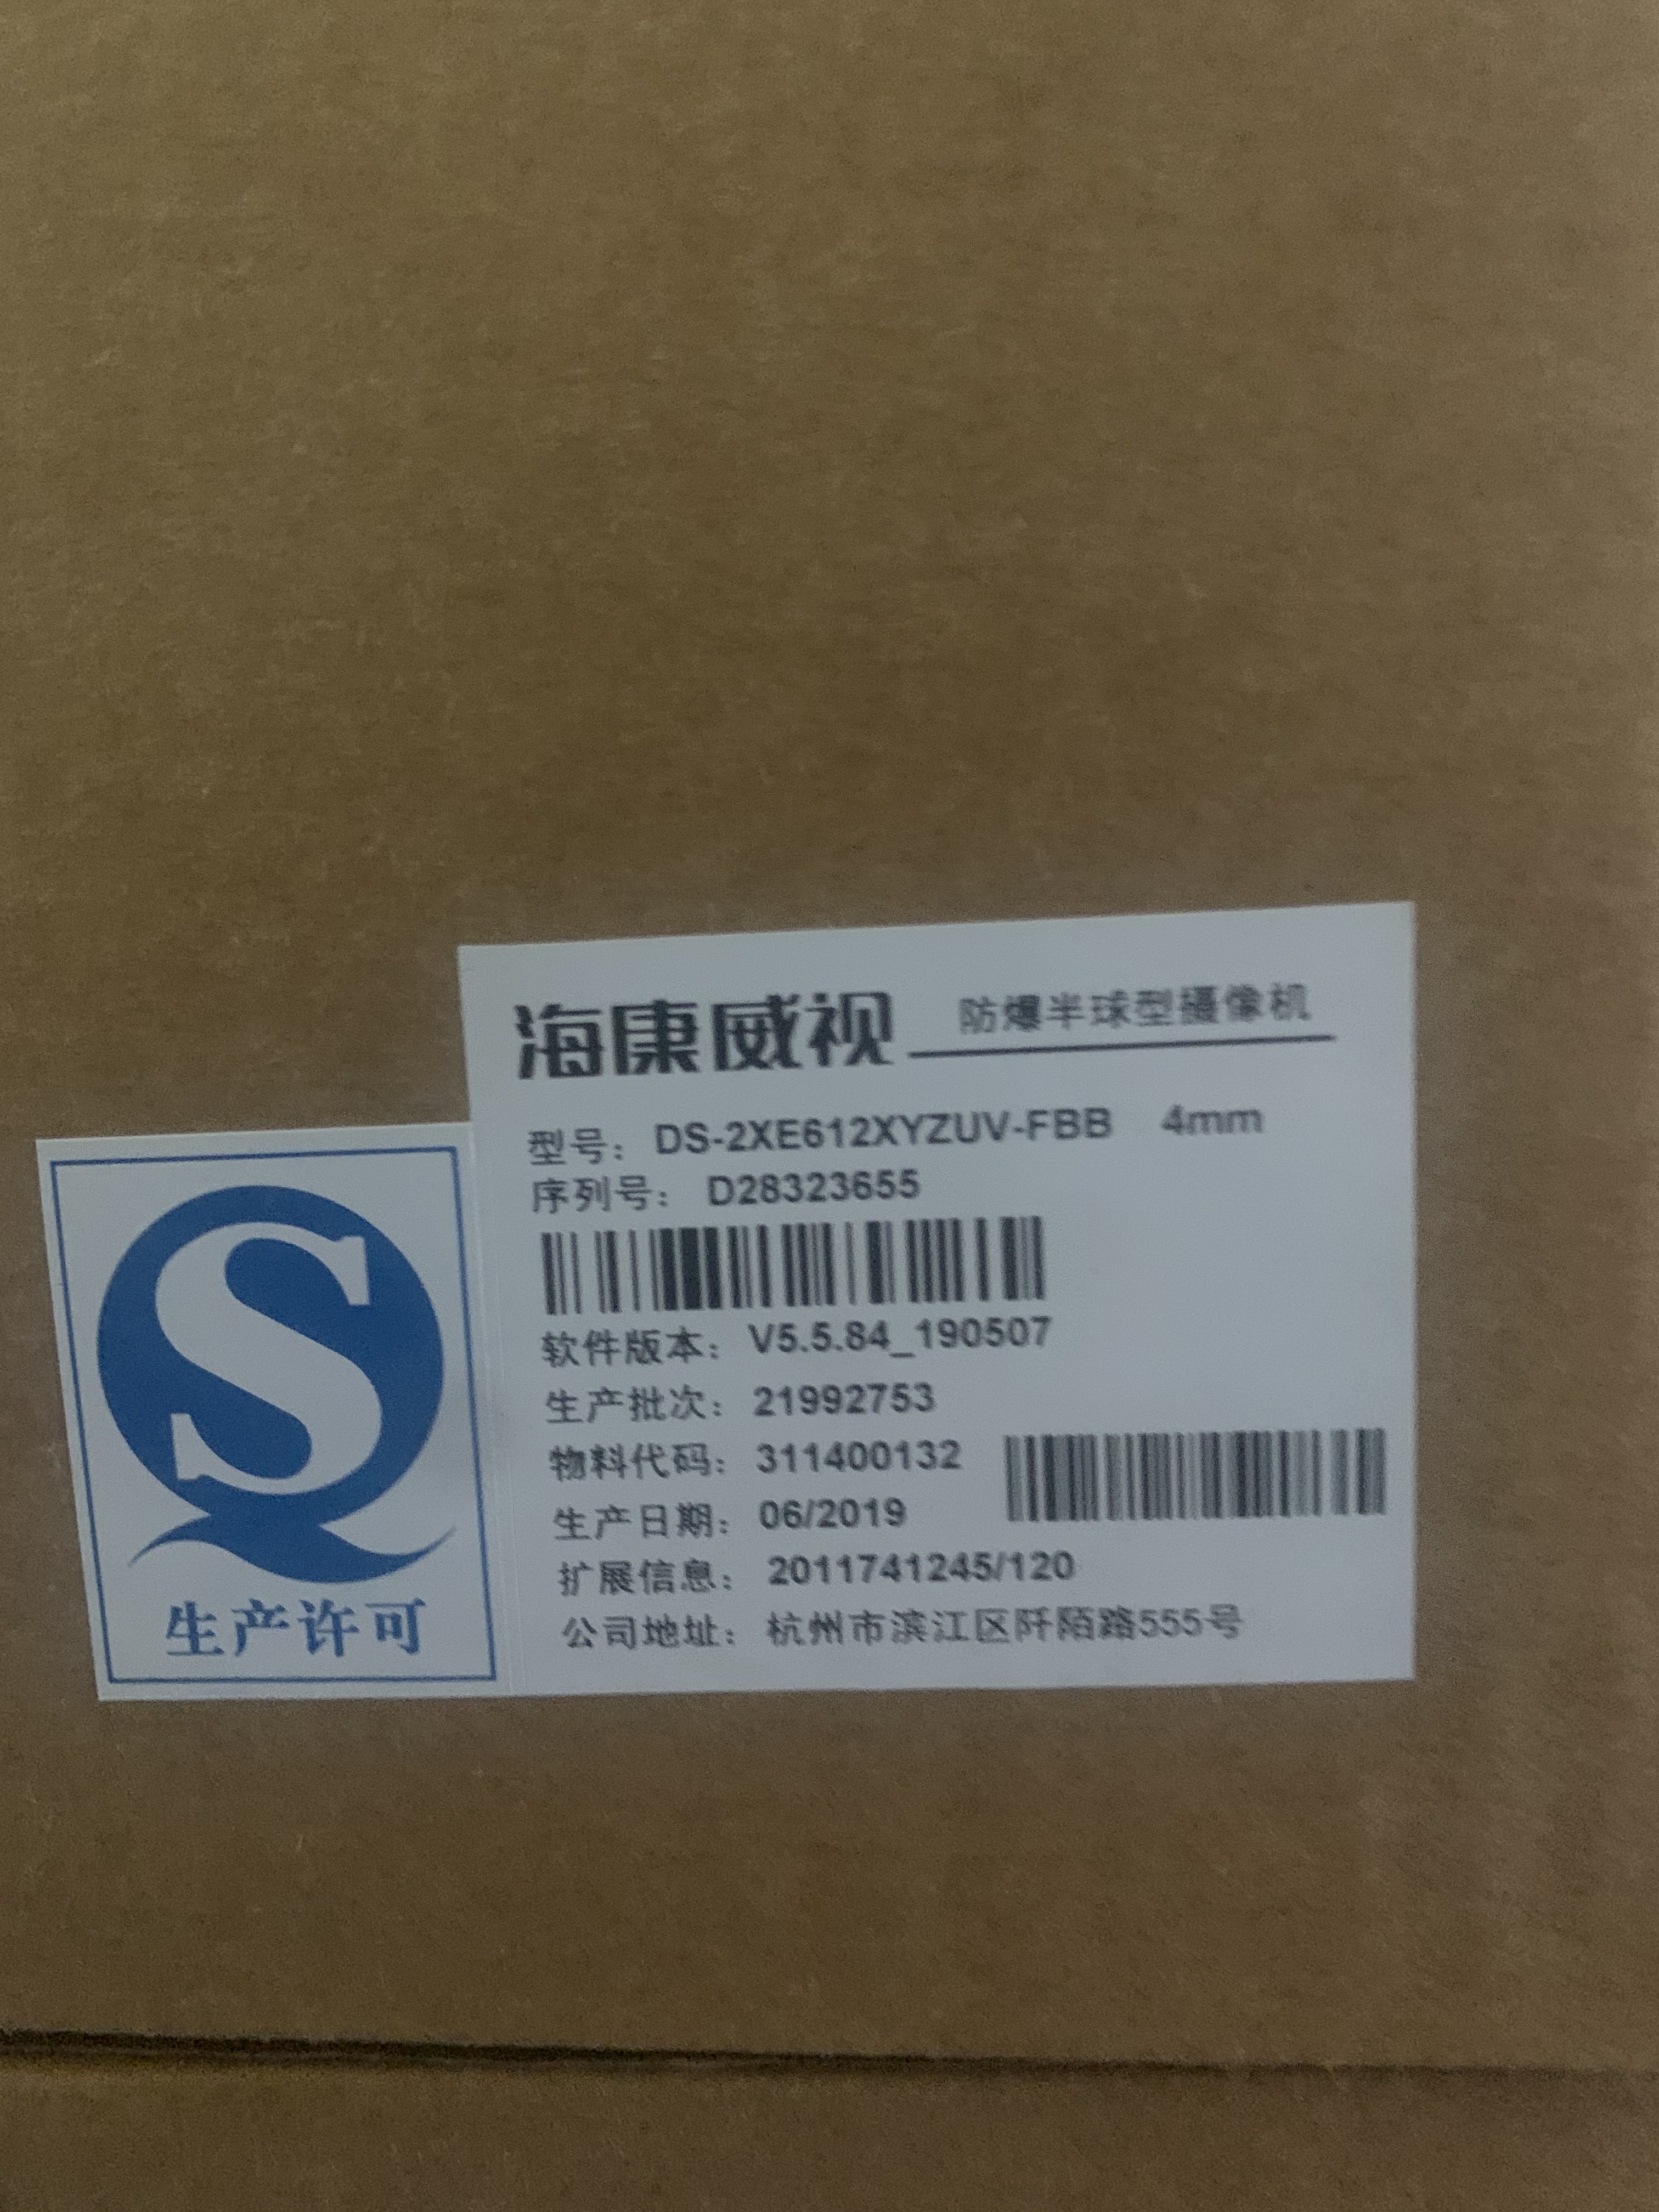 海康威视 防爆半球型摄像机
型号: DS-2XE612XYZUV-FBB 4mm
序列号: D28323655
软件版本: V5.5.84_190507
生产批次: 21992753
物料代码: 311400132
生产日期: 06/2019
扩展信息: 2011741245/120
公司地址: 杭州市滨江区阡陌路555号
S
生产许可